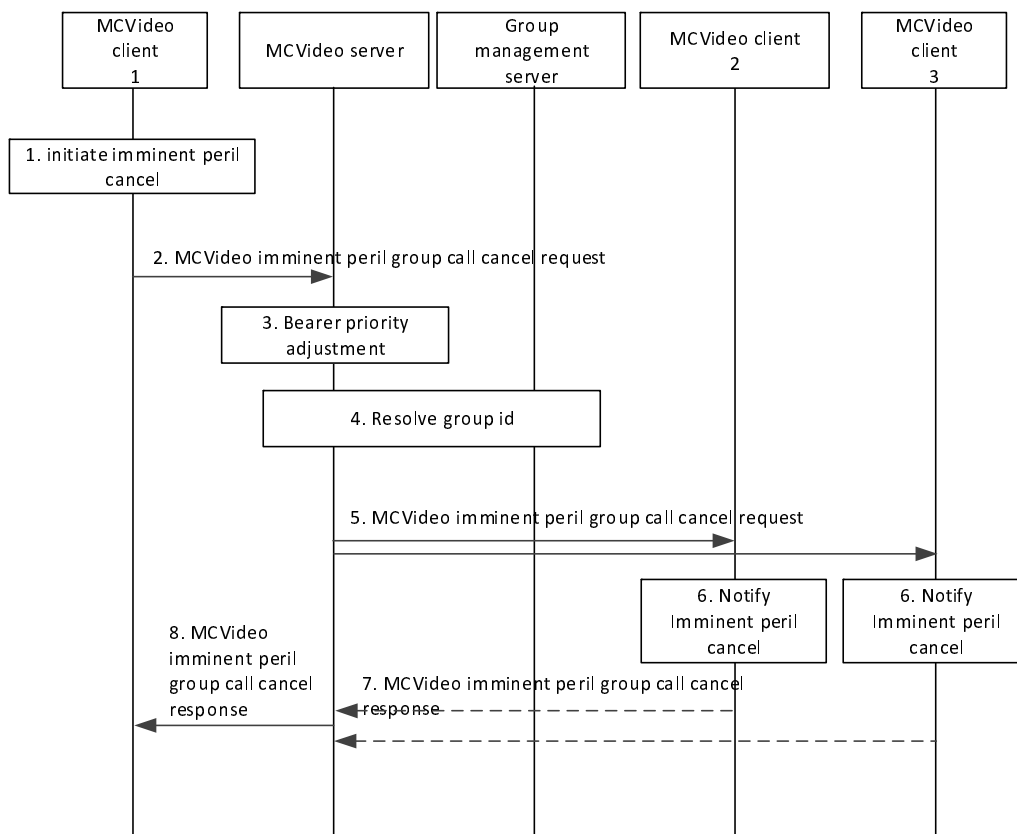 MCVideo
client
1
MCVideo server
Group
management
server
MCVideo client
2
MCVideo
client
3
1. initiate imminent peril
cancel
2. MCVideo imminent peril group call cancel request
3. Bearer priority
adjustment
4. Resolve group id
5. MCVideo imminent peril group call cancel request
6. Notify
Imminent peril
cancel
6. Notify
Imminent peril
cancel
8. MCVideo
imminent peril
group call cancel
response
7. MCVideo imminent peril group call cancel
response